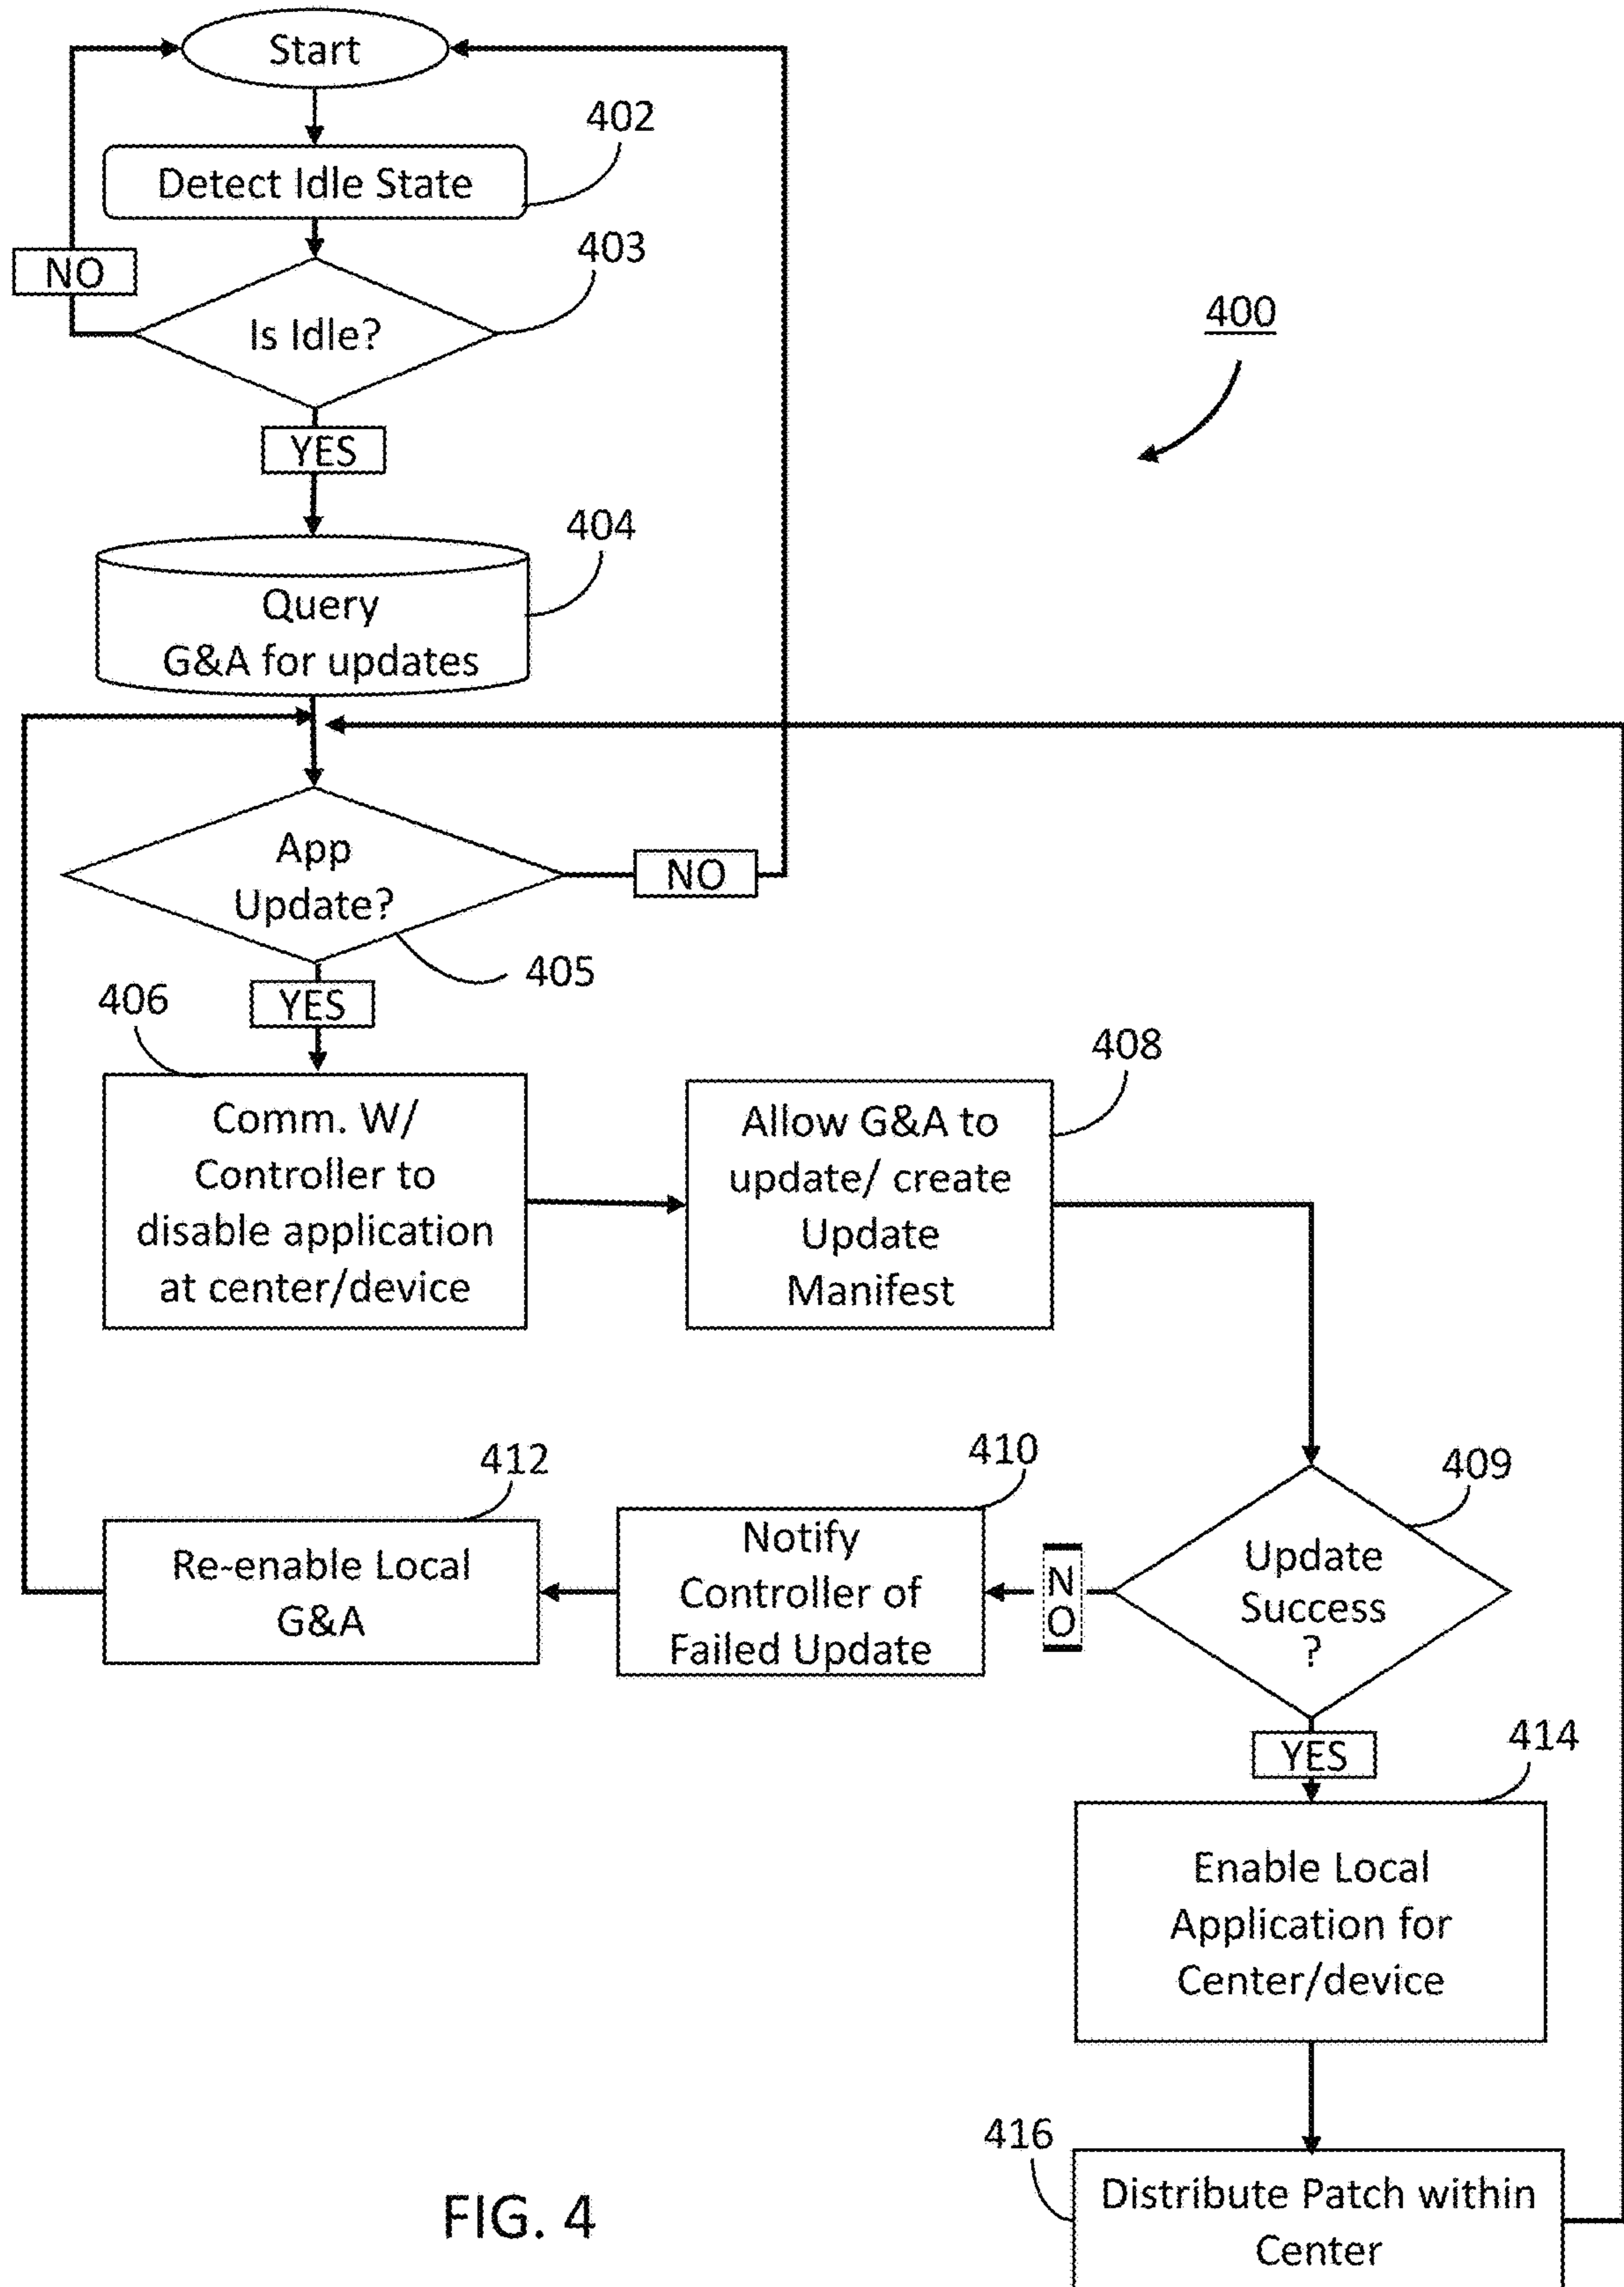 Start
402
Detect Idle State
403
NO
Is Idle?
400
YES
404
Query
G&A for updates
App
Update?
NO
405
YES
406
408
Comm. W/
Controller to
disable application
at center/device
Allow G&A to
update/ create
Update
Manifest
412
410
409
Re-enable Local
G&A
Notify
Controller of
Failed Update
N
O
Update
Success
?
YES
414
Enable Local
Application for
Center/device
416
Distribute Patch within
Center
FIG. 4